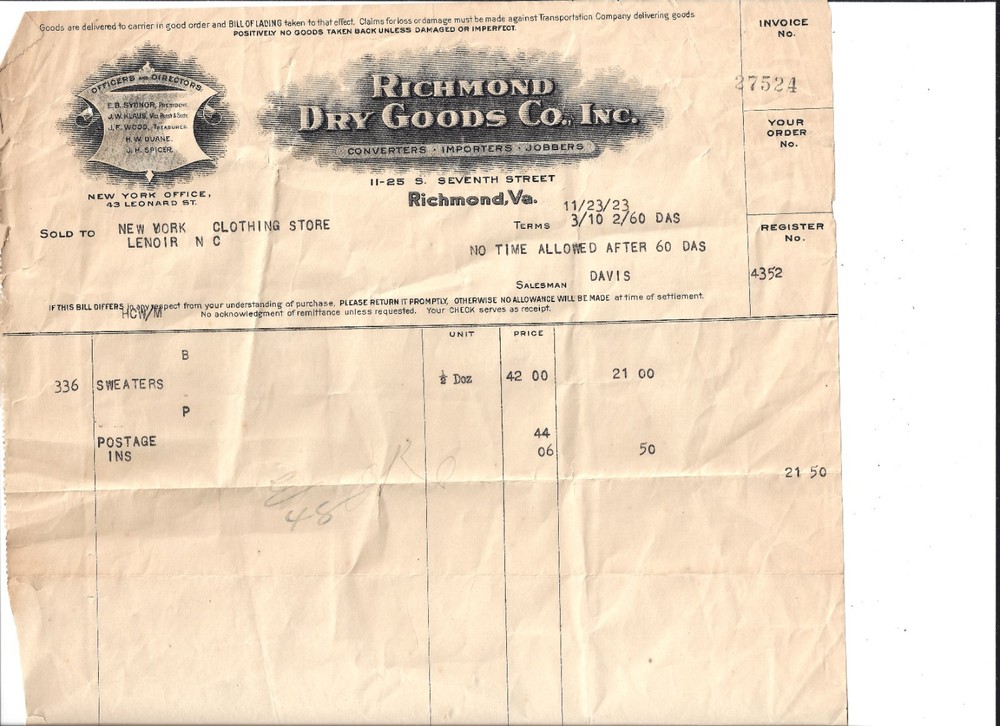 Goods are delivered to carrier in good order and BILL OF LADING taken to that effect. Claims for loss or damage must be made against Transportation Company delivering goods
POSITIVELY NO GOODS TAKEN BACK UNLESS DAMAGED OR IMPERFECT.
INVOICE
No.
27524
OFFICERS AND DIRECTORS.
E.B. SYDNOR, PRESIDENT.
J.W. KLAUS, VICE PRES'T & SEC'Y.
J.F. WOOD, TREASURER.
H.W. DUANE.
J.H. SPICER.
NEW YORK OFFICE,
43 LEONARD ST.
RICHMOND
DRY GOODS CO., INC.
CONVERTERS · IMPORTERS · JOBBERS
11-25 S. SEVENTH STREET
Richmond, Va.
YOUR
ORDER
No.
11/23/23
TERMS 3/10 2/60 DAS
SOLD TO NEW YORK CLOTHING STORE
LENOIR N C
NO TIME ALLOWED AFTER 60 DAS
REGISTER
No.
4352
SALESMAN DAVIS
IF THIS BILL DIFFERS in any respect from your understanding of purchase, PLEASE RETURN IT PROMPTLY, OTHERWISE NO ALLOWANCE WILL BE MADE at time of settlement.
HCW/M No acknowledgment of remittance unless requested. Your CHECK serves as receipt.
UNIT PRICE
B
336 SWEATERS ½ Doz 42 00 21 00
P
POSTAGE 44
INS 06 50
21 50
48